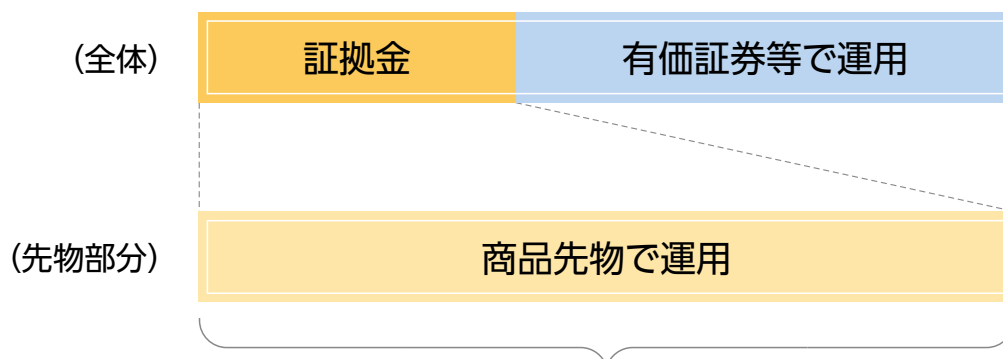 (全体)
証拠金
有価証券等で運用
(先物部分)
商品先物で運用